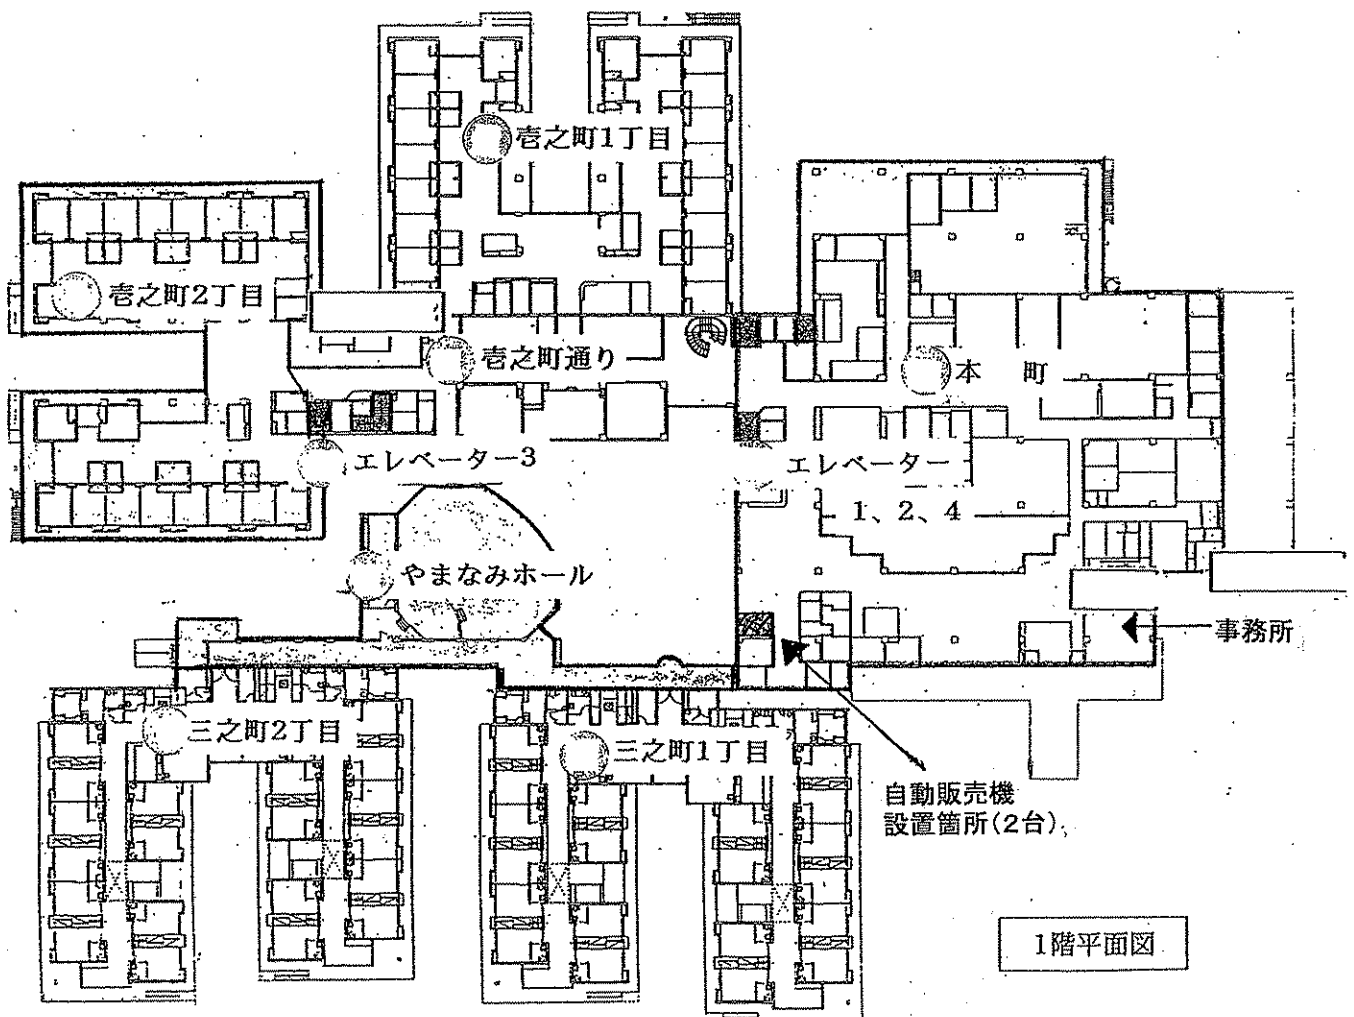 壱之町1丁目
壱之町2丁目
壱之町通り
本 町
エレベーター3
エレベーター
1、2、4
やまなみホール
事務所
三之町2丁目
三之町1丁目
自動販売機
設置箇所(2台)
1階平面図